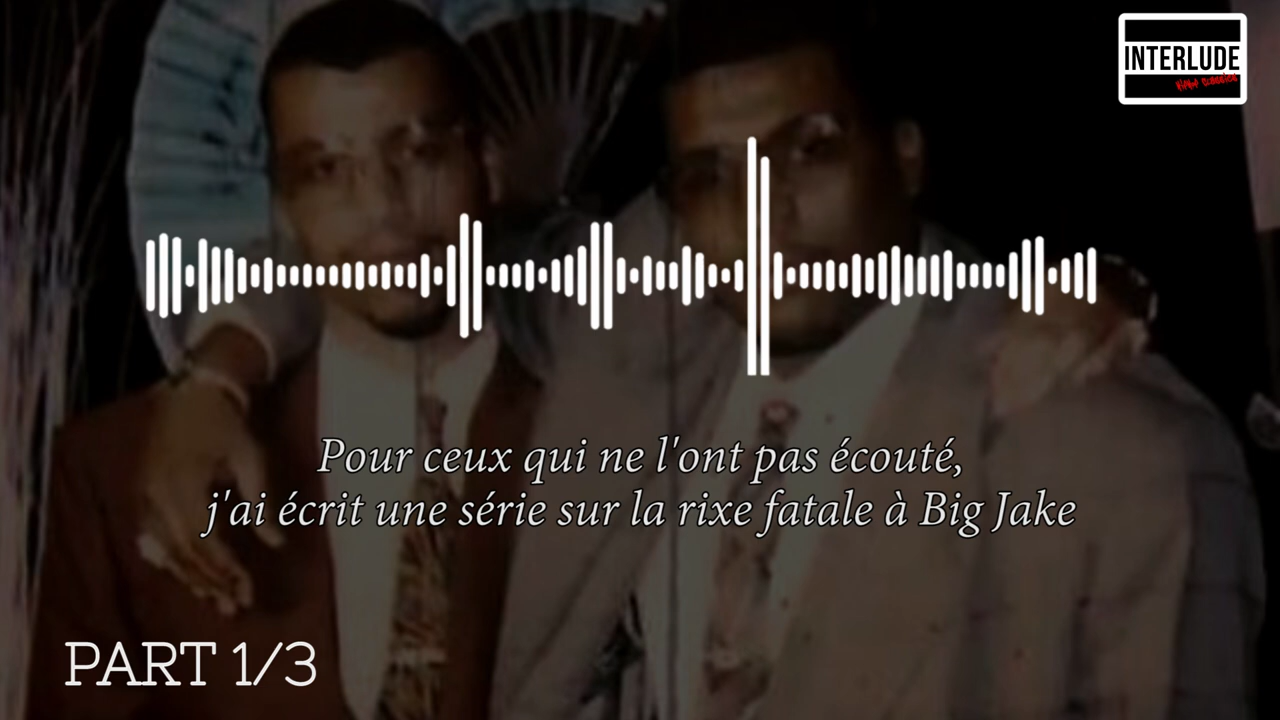 INTERLUDE
Pour ceux qui ne l'ont pas écouté,
j'ai écrit une série sur la rixe fatale à Big Jake
PART 1/3